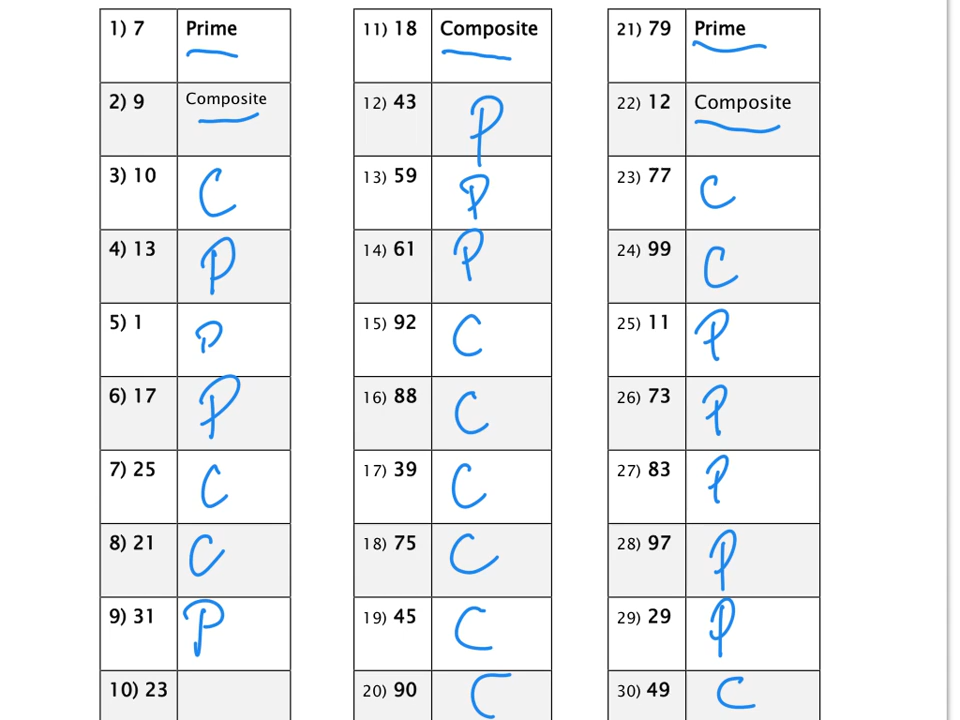 1) 7 Prime
2) 9 Composite
3) 10 C
4) 13 P
5) 1 P
6) 17 P
7) 25 C
8) 21 C
9) 31 P
10) 23
11) 18 Composite
12) 43 P
13) 59 P
14) 61 P
15) 92 C
16) 88 C
17) 39 C
18) 75 C
19) 45 C
20) 90 C
21) 79 Prime
22) 12 Composite
23) 77 C
24) 99 C
25) 11 P
26) 73 P
27) 83 P
28) 97 P
29) 29 P
30) 49 C